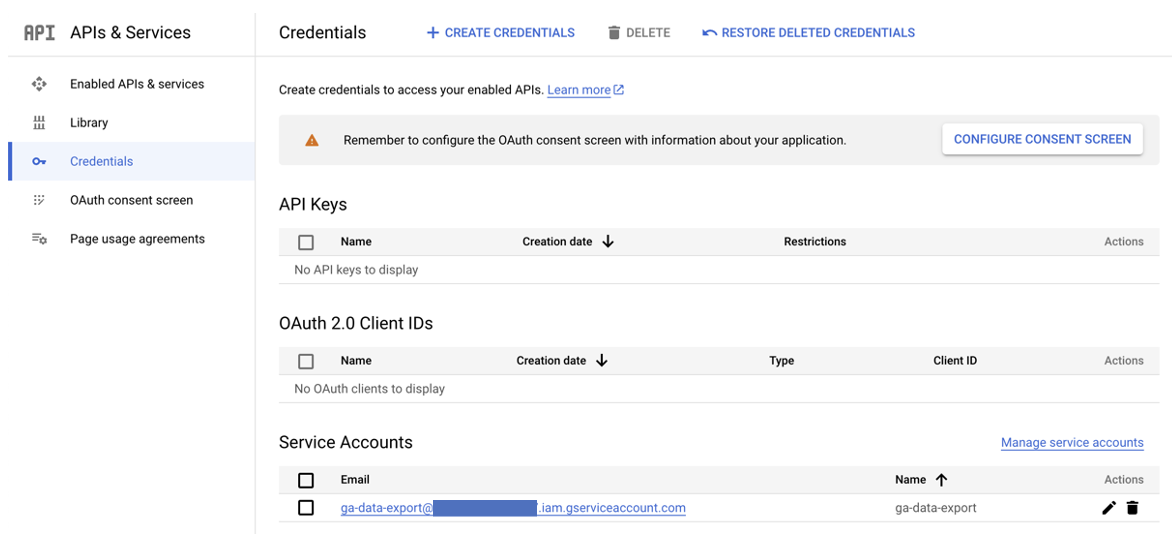 API APIs & Services
Credentials
CREATE CREDENTIALS
DELETE
RESTORE DELETED CREDENTIALS
Enabled APIs & services
Library
Credentials
OAuth consent screen
Page usage agreements
Create credentials to access your enabled APIs. Learn more
Remember to configure the OAuth consent screen with information about your application.
CONFIGURE CONSENT SCREEN
API Keys
Name Creation date Restrictions Actions
No API keys to display
OAuth 2.0 Client IDs
Name Creation date Type Client ID Actions
No OAuth clients to display
Service Accounts
Manage service accounts
Email Name Actions
ga-data-export@ .iam.gserviceaccount.com ga-data-export